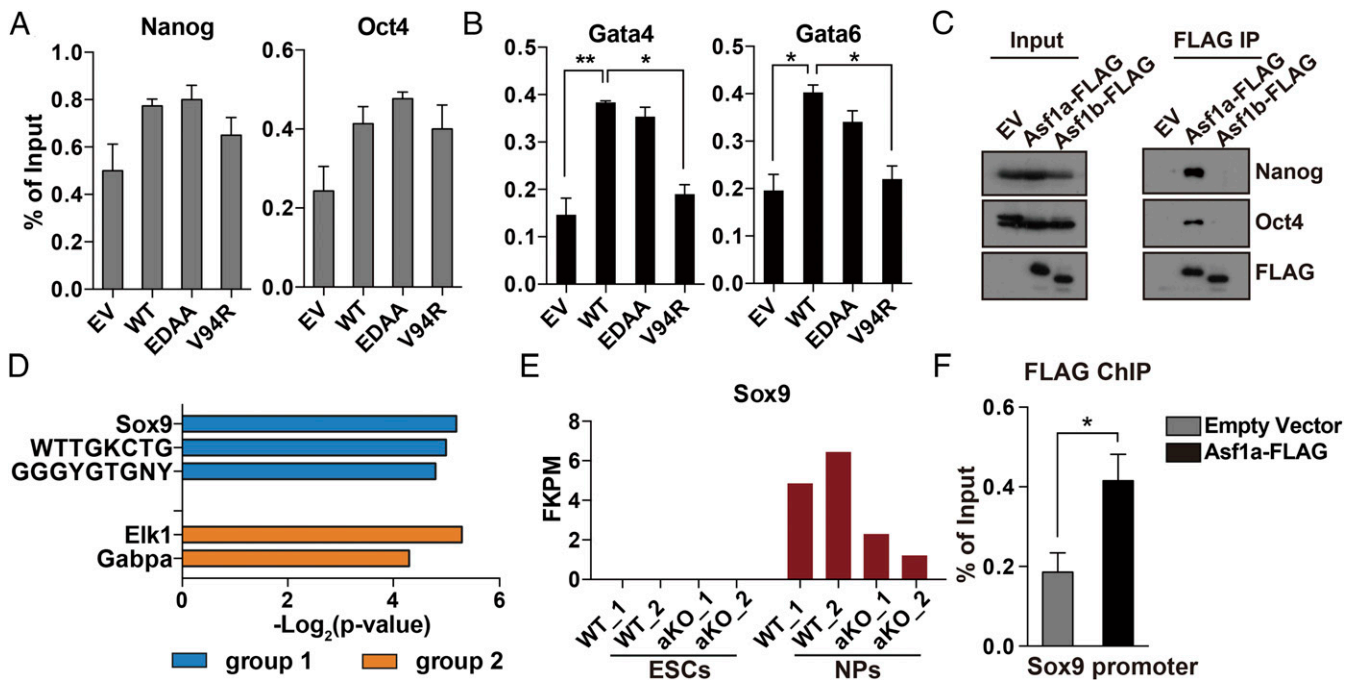 A
Nanog
Oct4
% of Input
1.0
0.8
0.6
0.4
0.2
0.0
0.6
0.4
0.2
0.0
EV
WT
EDAA
V94R
EV
WT
EDAA
V94R
B
Gata4
Gata6
0.5
0.4
0.3
0.2
0.1
0.0
0.5
0.4
0.3
0.2
0.1
0.0
**
*
*
*
EV
WT
EDAA
V94R
EV
WT
EDAA
V94R
C
Input
FLAG IP
EV
Asf1a-FLAG
Asf1b-FLAG
EV
Asf1a-FLAG
Asf1b-FLAG
Nanog
Oct4
FLAG
D
Sox9
WTTGKCTG
GGGYGTGNY
Elk1
Gabpa
0
2
4
6
-Log2(p-value)
group 1
group 2
E
Sox9
FKPM
8
6
4
2
0
WT_1
WT_2
aKO_1
aKO_2
WT_1
WT_2
aKO_1
aKO_2
ESCs
NPs
F
FLAG ChIP
% of Input
0.6
0.4
0.2
0.0
*
Empty Vector
Asf1a-FLAG
Sox9 promoter